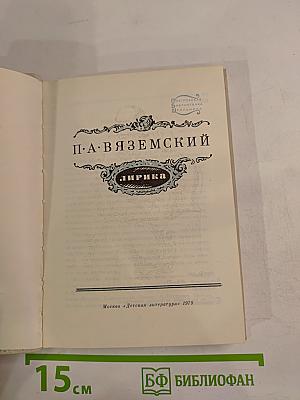 П·А·ВЯЗЕМСКИЙ
ЛИРИКА
Москва «Детская литература» 1979
15 см
БФ БИБЛИОФАН